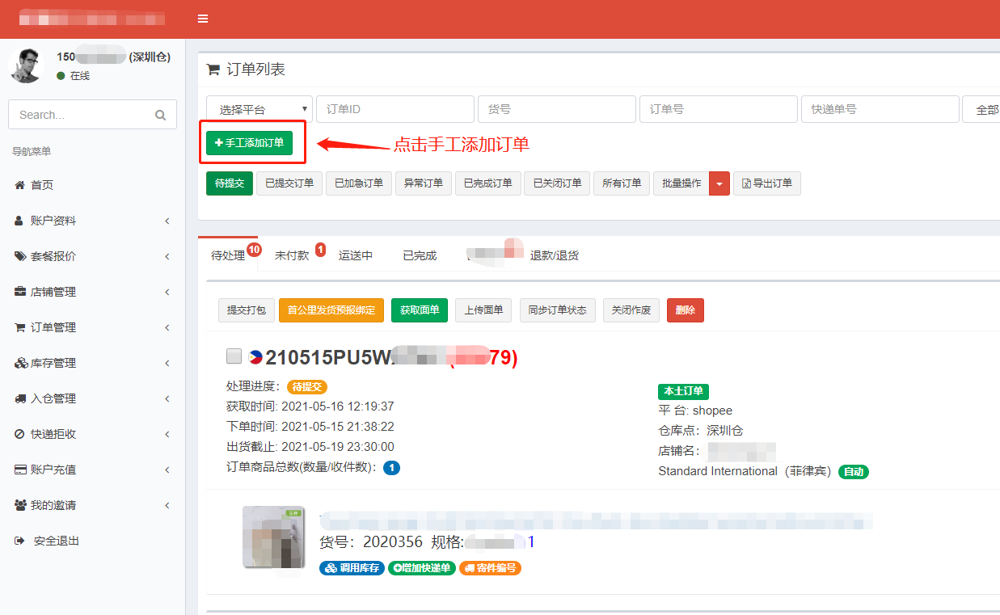 150 (深圳仓)
在线
Search...
导航菜单
首页
账户资料
套餐报价
店铺管理
订单管理
库存管理
入仓管理
快递拒收
账户充值
我的邀请
安全退出
订单列表
选择平台 订单ID 货号 订单号 快递单号 全部
手工添加订单 点击手工添加订单
待提交 已提交订单 已加急订单 异常订单 已完成订单 已关闭订单 所有订单 批量操作 导出订单
待处理 10 未付款 1 运送中 已完成 退款/退货
提交打包 首公里发货预报绑定 获取面单 上传面单 同步订单状态 关闭作废 删除
210515PU5W 79)
处理进度： 待提交
获取时间: 2021-05-16 12:19:37
下单时间: 2021-05-15 21:38:22
出货截止: 2021-05-19 23:30:00
订单商品总数(数量/收件数)： 1
本土订单
平 台: shopee
仓库点： 深圳仓
店铺名：
Standard International（菲律宾） 自动
货号： 2020356 规格: 1
调用库存 增加快递单 寄件编号